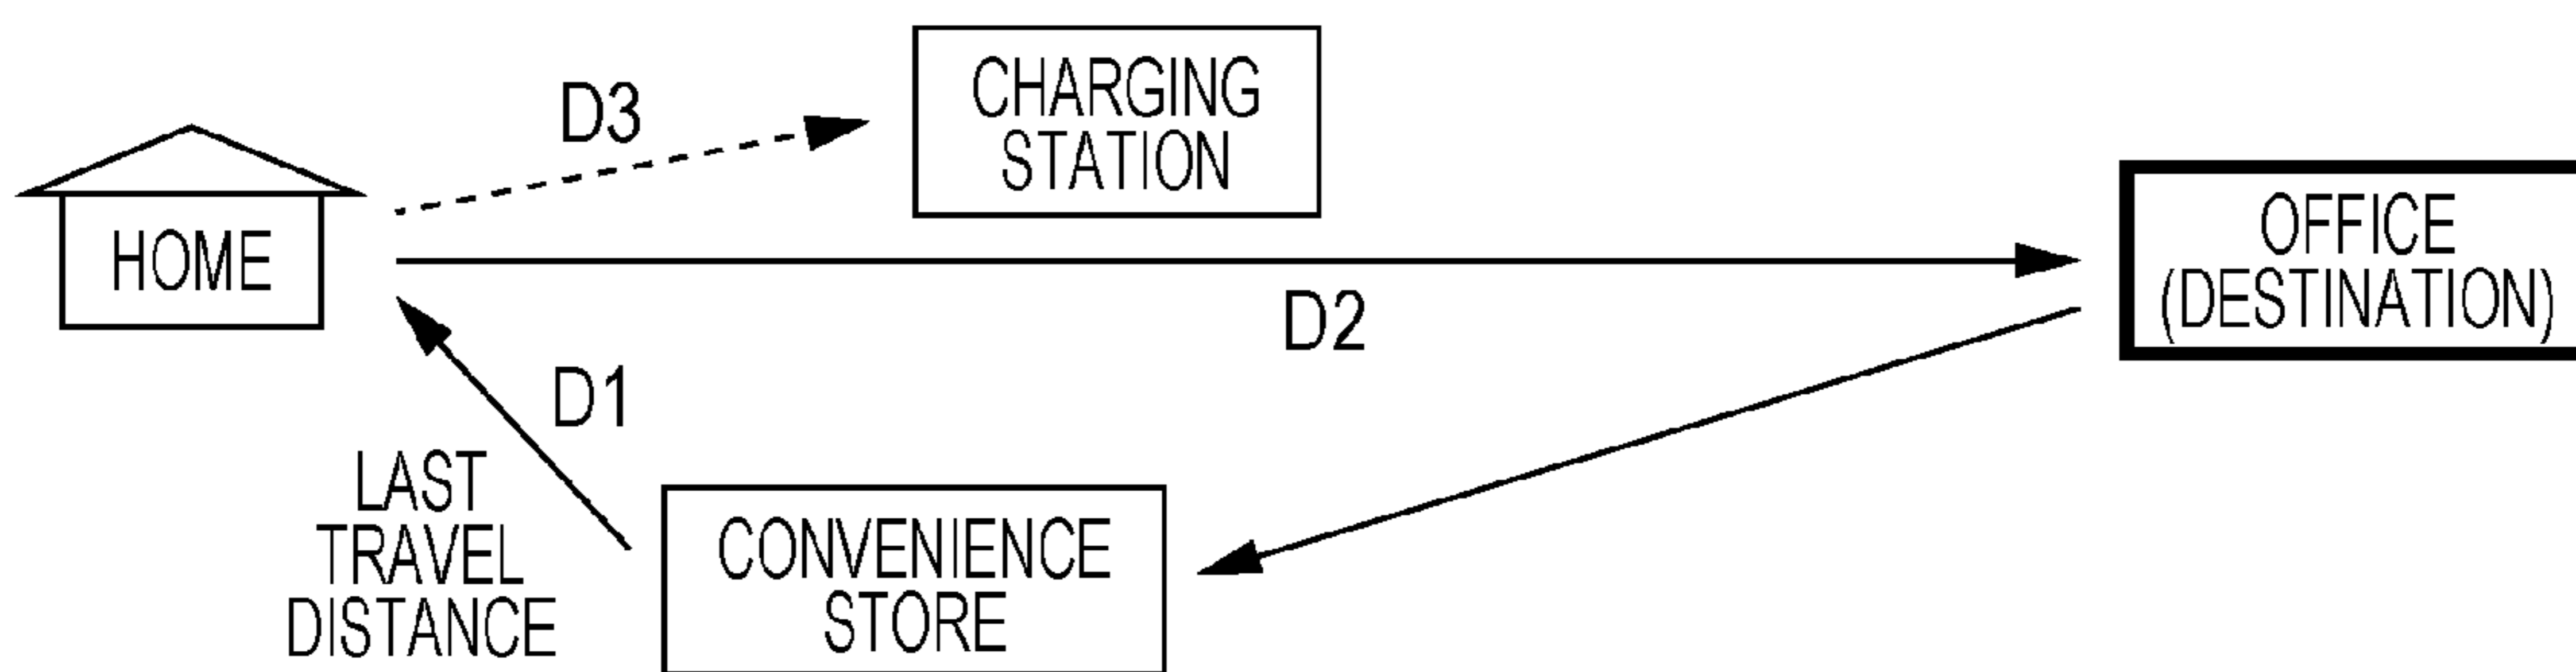 D3
CHARGING
STATION
HOME
OFFICE
(DESTINATION)
D2
D1
LAST
TRAVEL
DISTANCE
CONVENIENCE
STORE